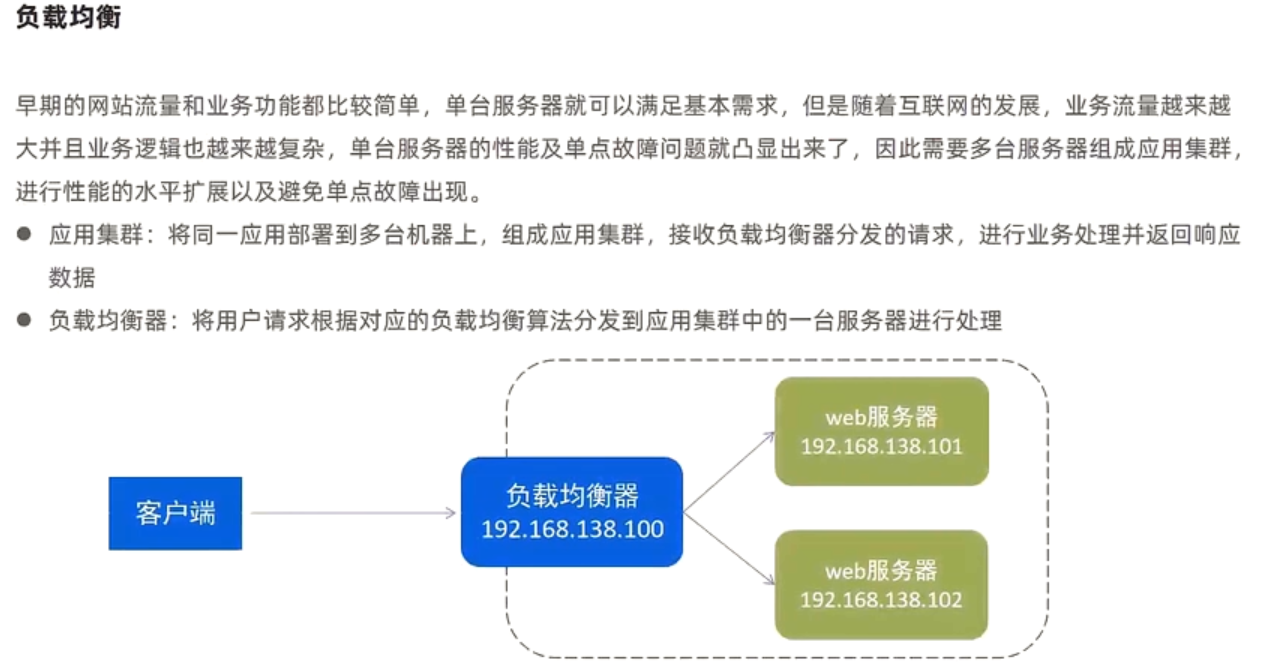 负载均衡
早期的网站流量和业务功能都比较简单，单台服务器就可以满足基本需求，但是随着互联网的发展，业务流量越来越
大并且业务逻辑也越来越复杂，单台服务器的性能及单点故障问题就凸显出来了，因此需要多台服务器组成应用集群，
进行性能的水平扩展以及避免单点故障出现。
● 应用集群：将同一应用部署到多台机器上，组成应用集群，接收负载均衡器分发的请求，进行业务处理并返回响应
数据
● 负载均衡器：将用户请求根据对应的负载均衡算法分发到应用集群中的一台服务器进行处理
客户端
负载均衡器
192.168.138.100
web服务器
192.168.138.101
web服务器
192.168.138.102